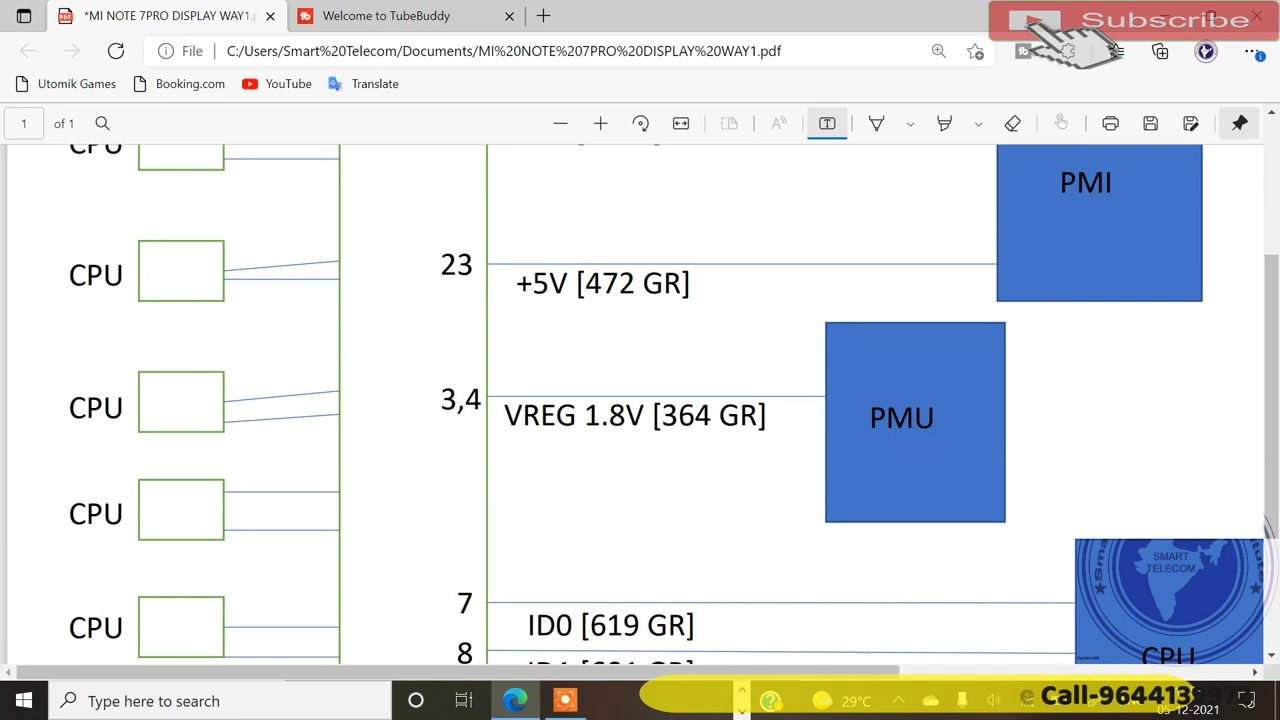 *MI NOTE 7PRO DISPLAY WAY1.p
Welcome to TubeBuddy
Subscribe
File
C:/Users/Smart%20Telecom/Documents/MI%20NOTE%207PRO%20DISPLAY%20WAY1.pdf
Utomik Games
Booking.com
YouTube
Translate
1
of 1
CPU
PMI
CPU
23
+5V [472 GR]
CPU
3,4
VREG 1.8V [364 GR]
PMU
CPU
SMART
TELECOM
7
ID0 [619 GR]
CPU
8
CPU
Type here to search
29°C
Call-964413
05-12-2021